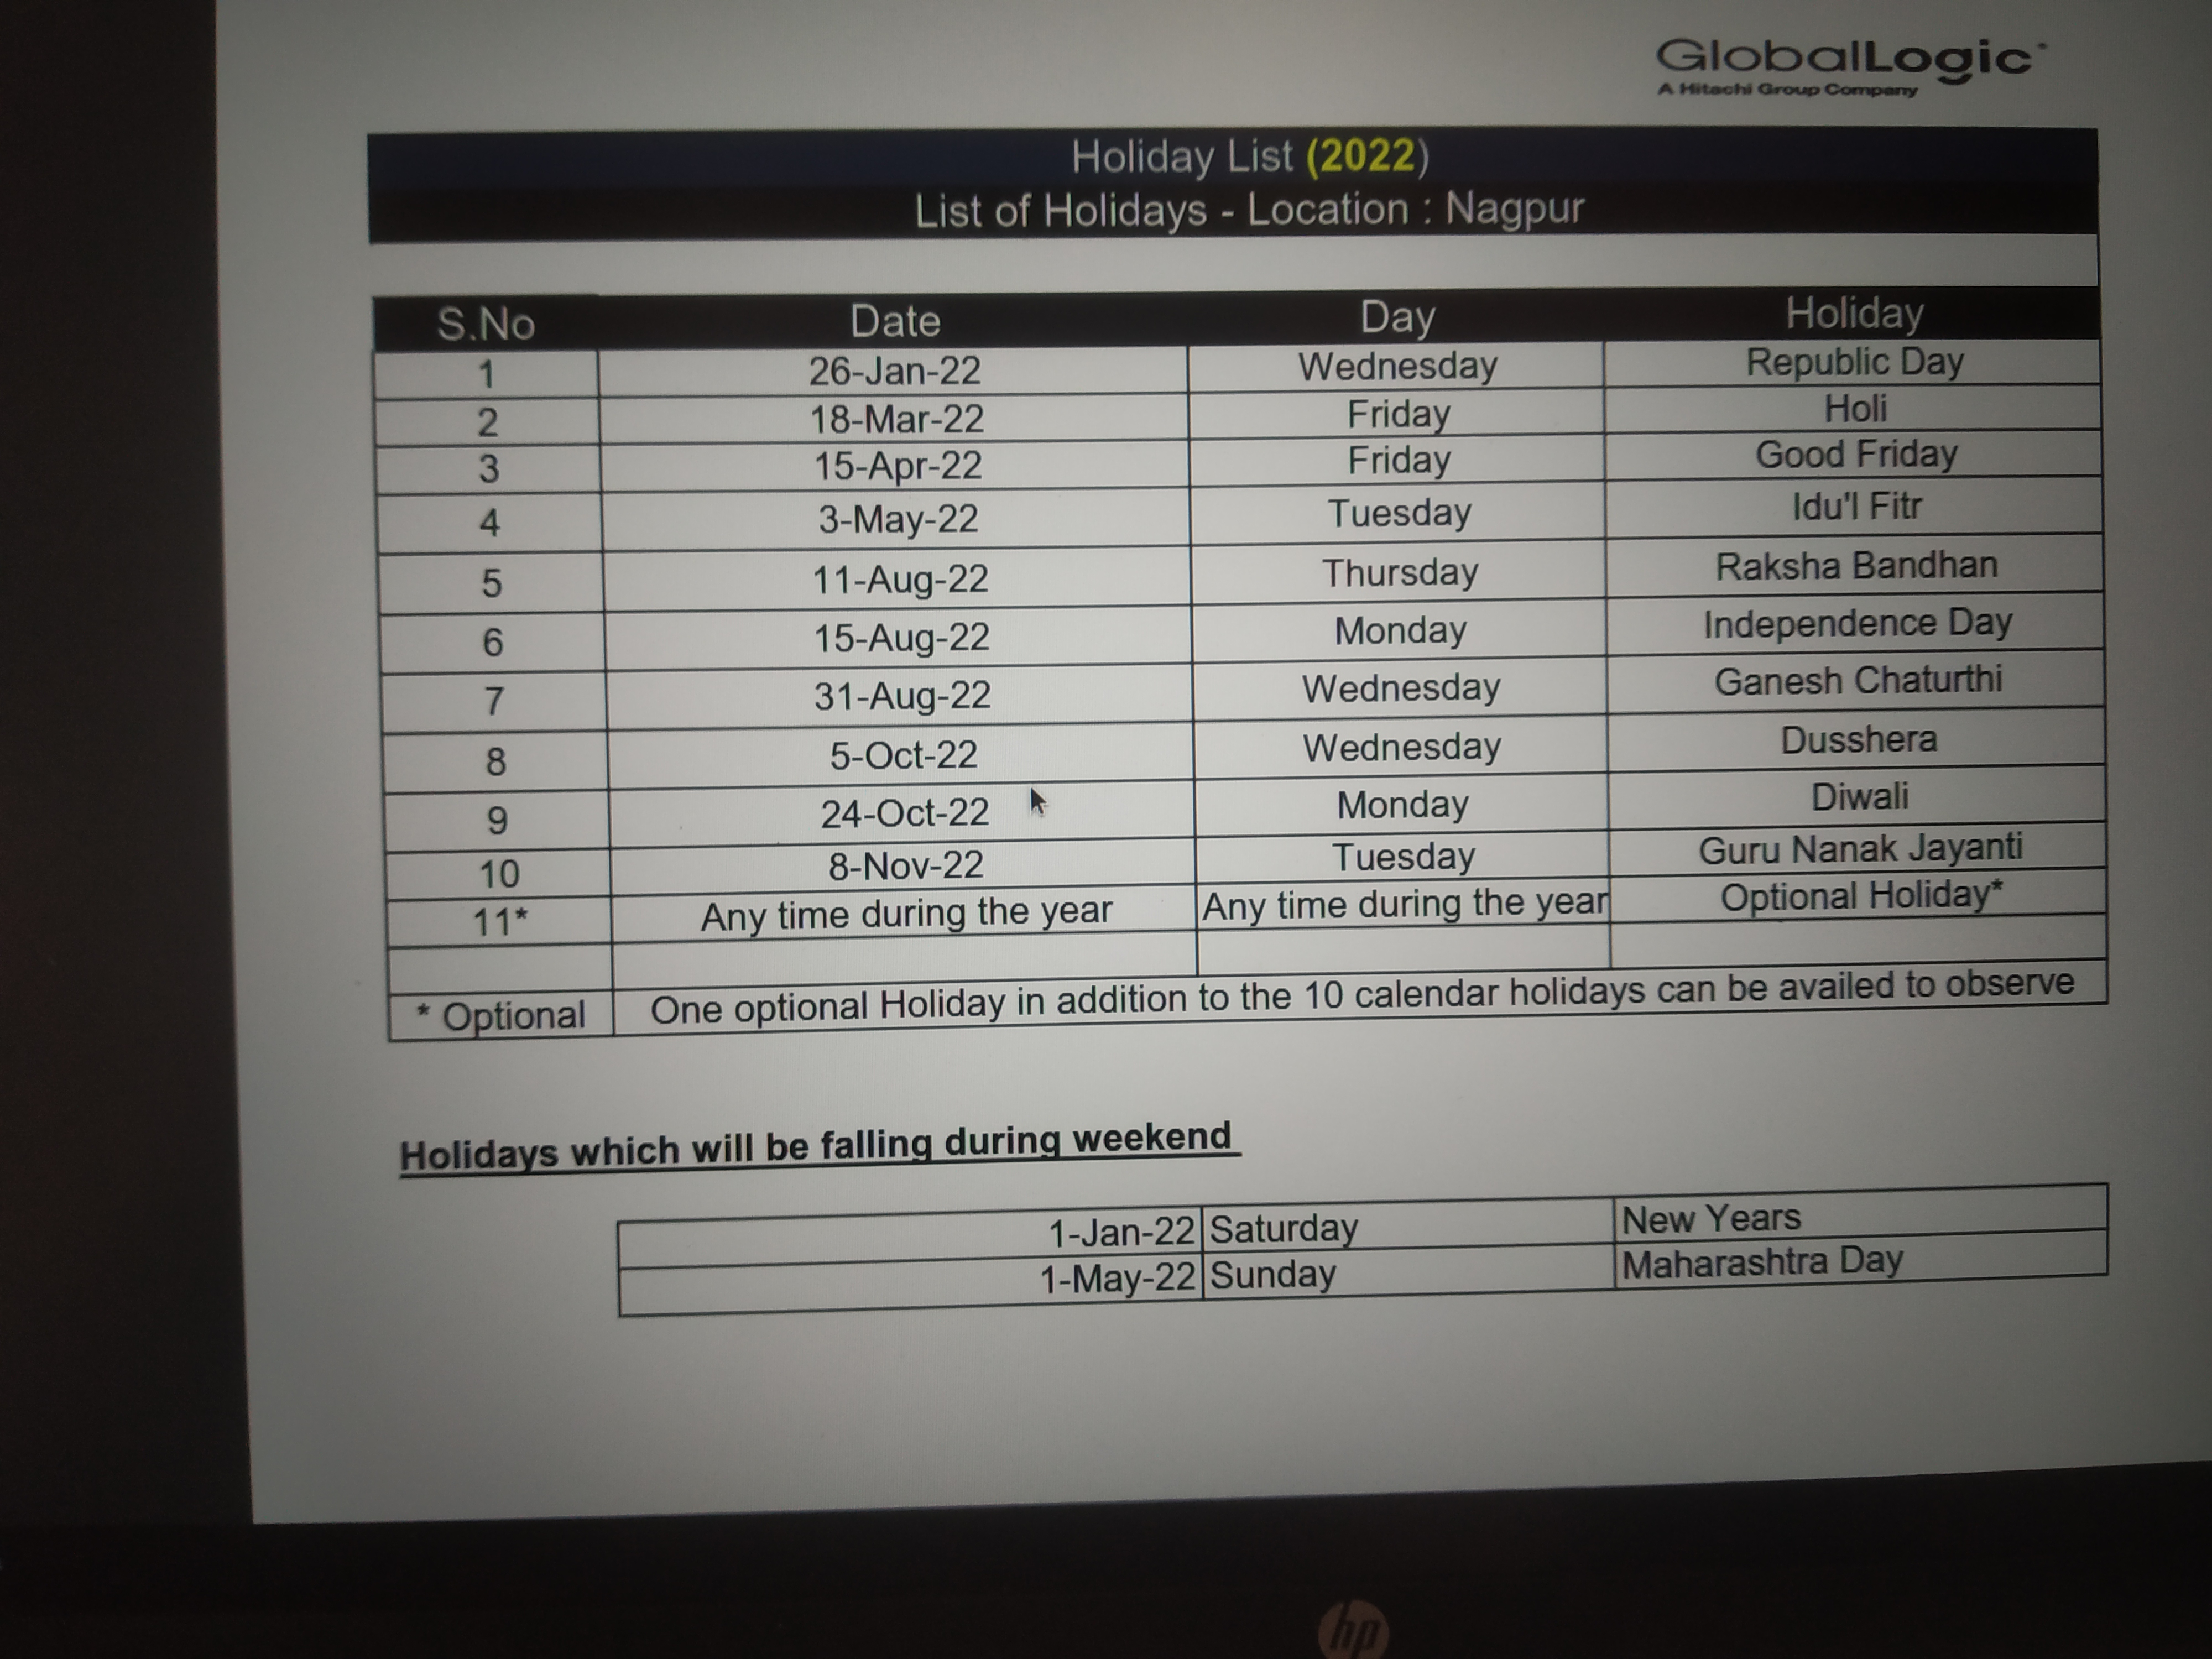 GlobalLogic
A Hitachi Group Company
Holiday List (2022)
List of Holidays - Location : Nagpur
S.No Date Day Holiday
1 26-Jan-22 Wednesday Republic Day
2 18-Mar-22 Friday Holi
3 15-Apr-22 Friday Good Friday
4 3-May-22 Tuesday Idu'l Fitr
5 11-Aug-22 Thursday Raksha Bandhan
6 15-Aug-22 Monday Independence Day
7 31-Aug-22 Wednesday Ganesh Chaturthi
8 5-Oct-22 Wednesday Dusshera
9 24-Oct-22 Monday Diwali
10 8-Nov-22 Tuesday Guru Nanak Jayanti
11* Any time during the year Any time during the year Optional Holiday*
* Optional One optional Holiday in addition to the 10 calendar holidays can be availed to observe
Holidays which will be falling during weekend
1-Jan-22 Saturday New Years
1-May-22 Sunday Maharashtra Day
hp